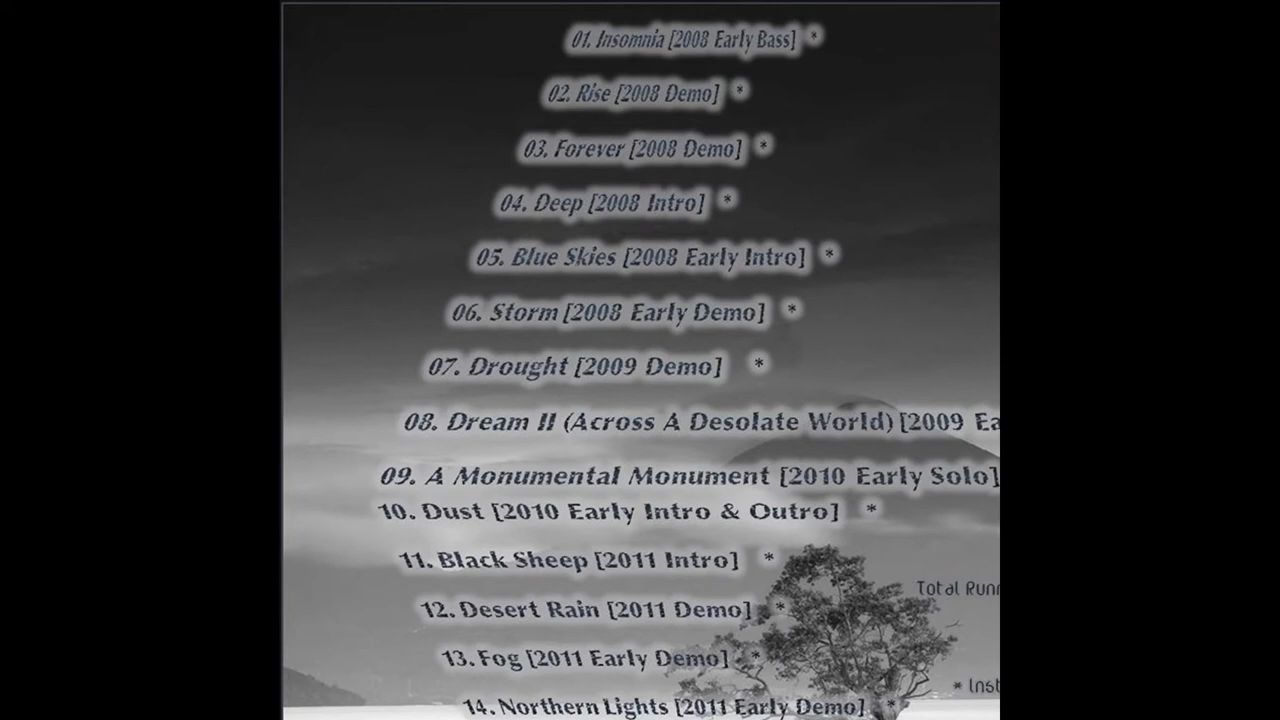 01. Insomnia [2008 Early Bass] *
02. Rise [2008 Demo] *
03. Forever [2008 Demo] *
04. Deep [2008 Intro] *
05. Blue Skies [2008 Early Intro] *
06. Storm [2008 Early Demo] *
07. Drought [2009 Demo] *
08. Dream II (Across A Desolate World) [2009 Ea
09. A Monumental Monument [2010 Early Solo]
10. Dust [2010 Early Intro & Outro] *
11. Black Sheep [2011 Intro] *
Total Runn
12. Desert Rain [2011 Demo] *
13. Fog [2011 Early Demo] *
* Inst
14. Northern Lights [2011 Early Demo] *